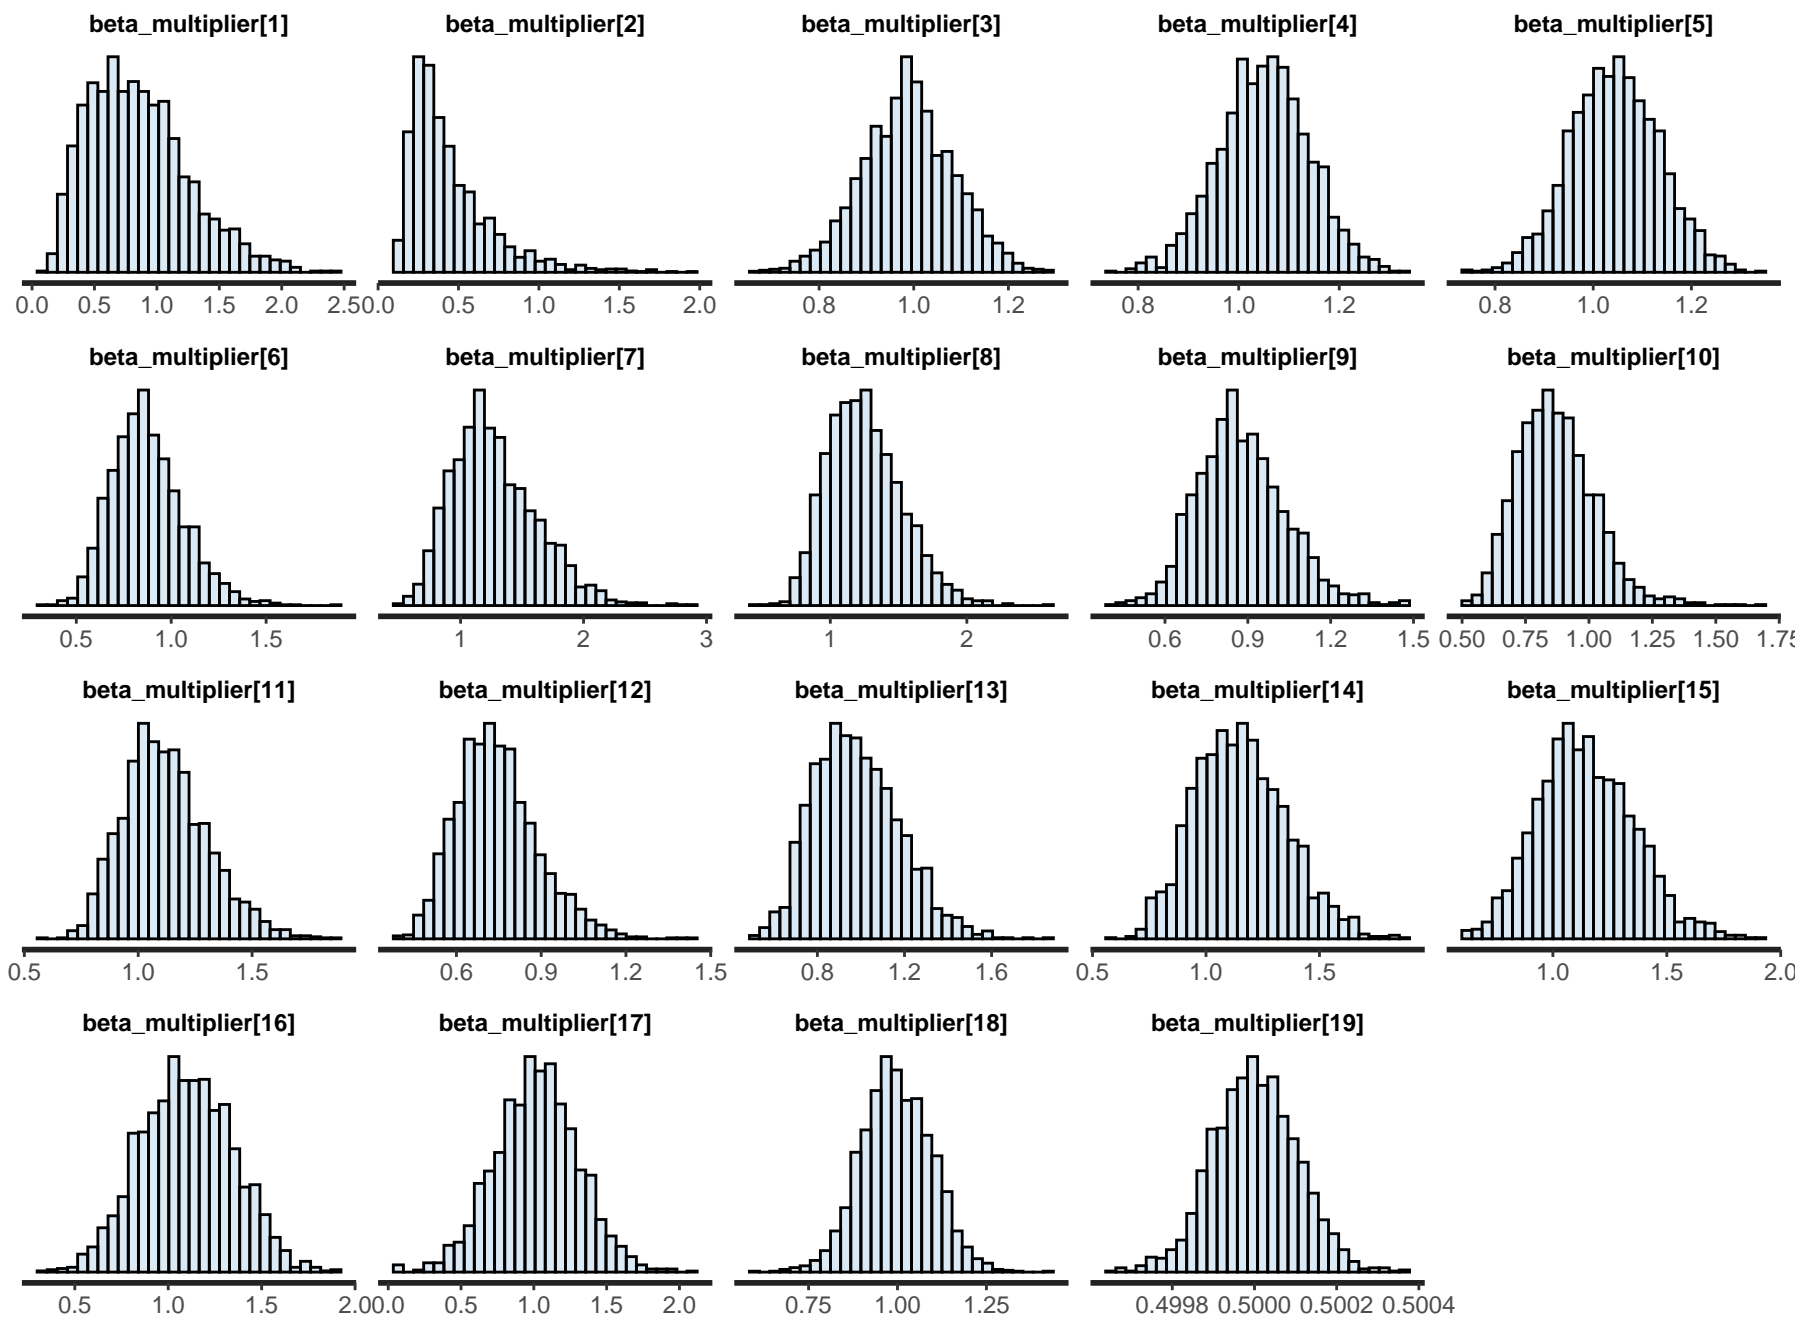 beta_multiplier[1] beta_multiplier[2] beta_multiplier[3] beta_multiplier[4] beta_multiplier[5]
0.0 0.5 1.0 1.5 2.0 2.5 0.0 0.5 1.0 1.5 2.0 0.8 1.0 1.2 0.8 1.0 1.2 0.8 1.0 1.2
beta_multiplier[6] beta_multiplier[7] beta_multiplier[8] beta_multiplier[9] beta_multiplier[10]
0.5 1.0 1.5 1 2 3 1 2 0.6 0.9 1.2 1.5 0.50 0.75 1.00 1.25 1.50 1.75
beta_multiplier[11] beta_multiplier[12] beta_multiplier[13] beta_multiplier[14] beta_multiplier[15]
0.5 1.0 1.5 0.6 0.9 1.2 1.5 0.8 1.2 1.6 0.5 1.0 1.5 1.0 1.5 2.0
beta_multiplier[16] beta_multiplier[17] beta_multiplier[18] beta_multiplier[19]
0.5 1.0 1.5 2.0 0.0 0.5 1.0 1.5 2.0 0.75 1.00 1.25 0.4998 0.5000 0.5002 0.5004